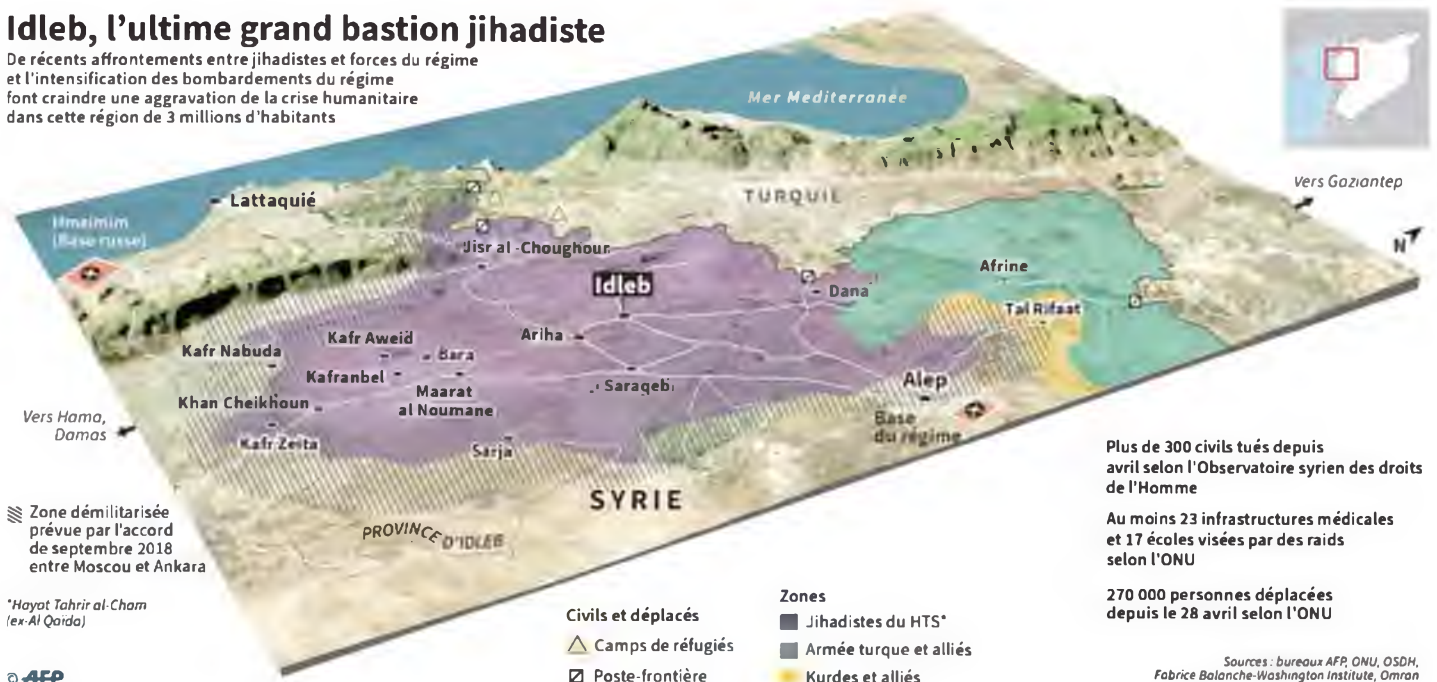 Idleb, l'ultime grand bastion jihadiste
De récents affrontements entre jihadistes et forces du régime
et l'intensification des bombardements du régime
font craindre une aggravation de la crise humanitaire
dans cette région de 3 millions d'habitants
Mer Mediterranee
Vers Gaziantep
N
TURQUIE
Lattaquié
Hmeimim
(Base russe)
Jisr al-Choughour
Afrine
Idleb
Dana
Tal Rifaat
Ariha
Kafr Aweid
Bara
Kafr Nabuda
Kafranbel
Saraqeb
Alep
Maarat
al Noumane
Khan Cheikhoun
Base
du régime
Vers Hama,
Damas
Kafr Zeita
Sarja
SYRIE
PROVINCE D'IDLEB
Zone démilitarisée
prévue par l'accord
de septembre 2018
entre Moscou et Ankara
*Hayat Tahrir al-Cham
(ex-Al Qaïda)
© AFP
Civils et déplacés
Camps de réfugiés
Poste-frontière
Zones
Jihadistes du HTS*
Armée turque et alliés
Kurdes et alliés
Plus de 300 civils tués depuis
avril selon l'Observatoire syrien des droits
de l'Homme
Au moins 23 infrastructures médicales
et 17 écoles visées par des raids
selon l'ONU
270 000 personnes déplacées
depuis le 28 avril selon l'ONU
Sources : bureaux AFP, ONU, OSDH,
Fabrice Balanche-Washington Institute, Omran